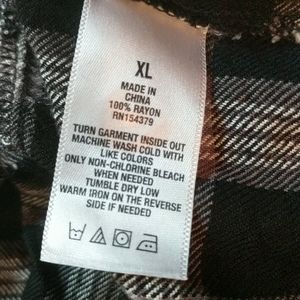 XL
MADE IN
CHINA
100% RAYON
RN154379
TURN GARMENT INSIDE OUT
MACHINE WASH COLD WITH
LIKE COLORS
ONLY NON-CHLORINE BLEACH
WHEN NEEDED
TUMBLE DRY LOW
WARM IRON ON THE REVERSE
SIDE IF NEEDED